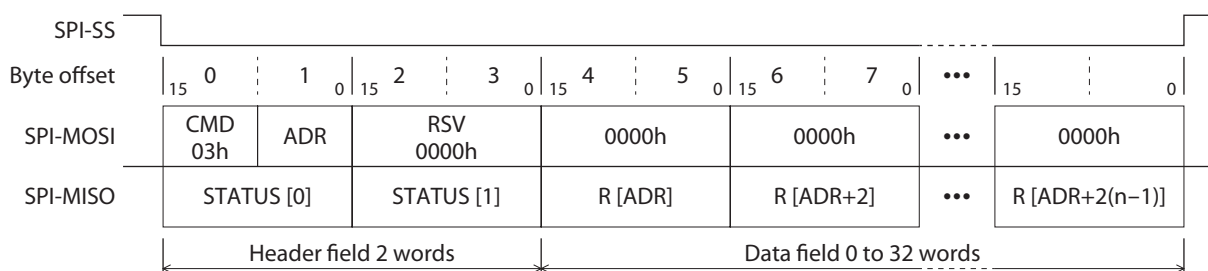 SPI-SS
Byte offset 15 0 1 0 15 2 3 0 15 4 5 0 15 6 7 0 ••• 15 0
SPI-MOSI CMD 03h ADR RSV 0000h 0000h 0000h ••• 0000h
SPI-MISO STATUS [0] STATUS [1] R [ADR] R [ADR+2] ••• R [ADR+2(n–1)]
Header field 2 words Data field 0 to 32 words